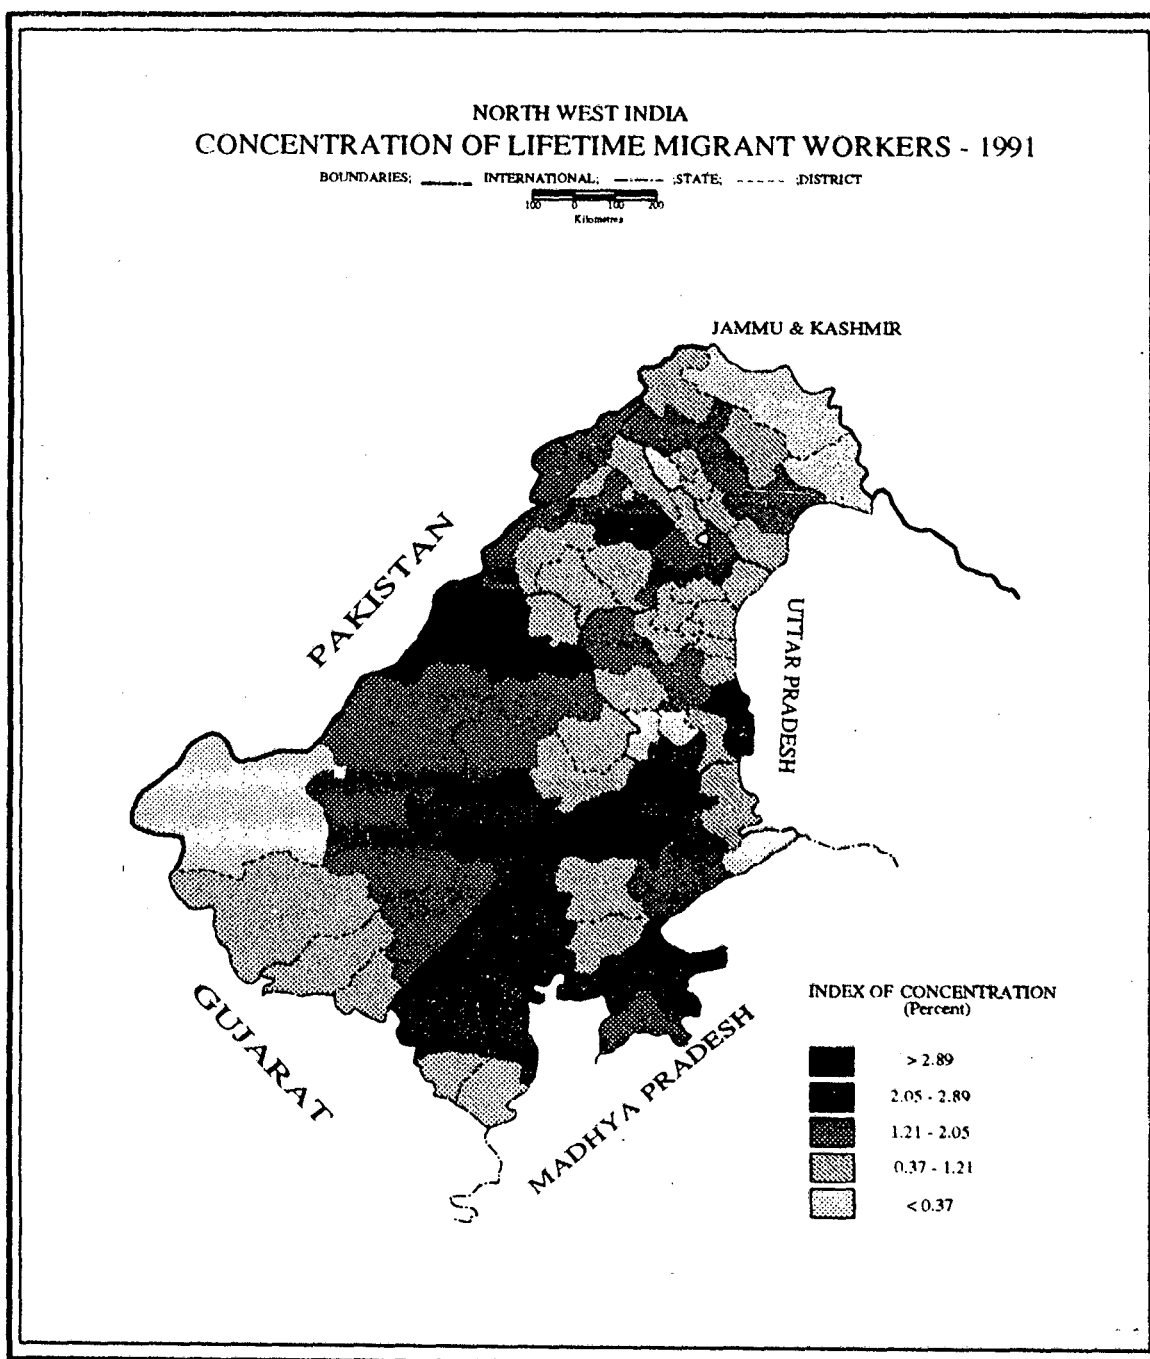 NORTH WEST INDIA
CONCENTRATION OF LIFETIME MIGRANT WORKERS - 1991
BOUNDARIES; INTERNATIONAL; ;STATE; ;DISTRICT
100 0 100 200
Kilometres
JAMMU & KASHMIR
PAKISTAN
UTTAR PRADESH
GUJARAT
MADHYA PRADESH
INDEX OF CONCENTRATION
(Percent)
> 2.89
2.05 - 2.89
1.21 - 2.05
0.37 - 1.21
< 0.37